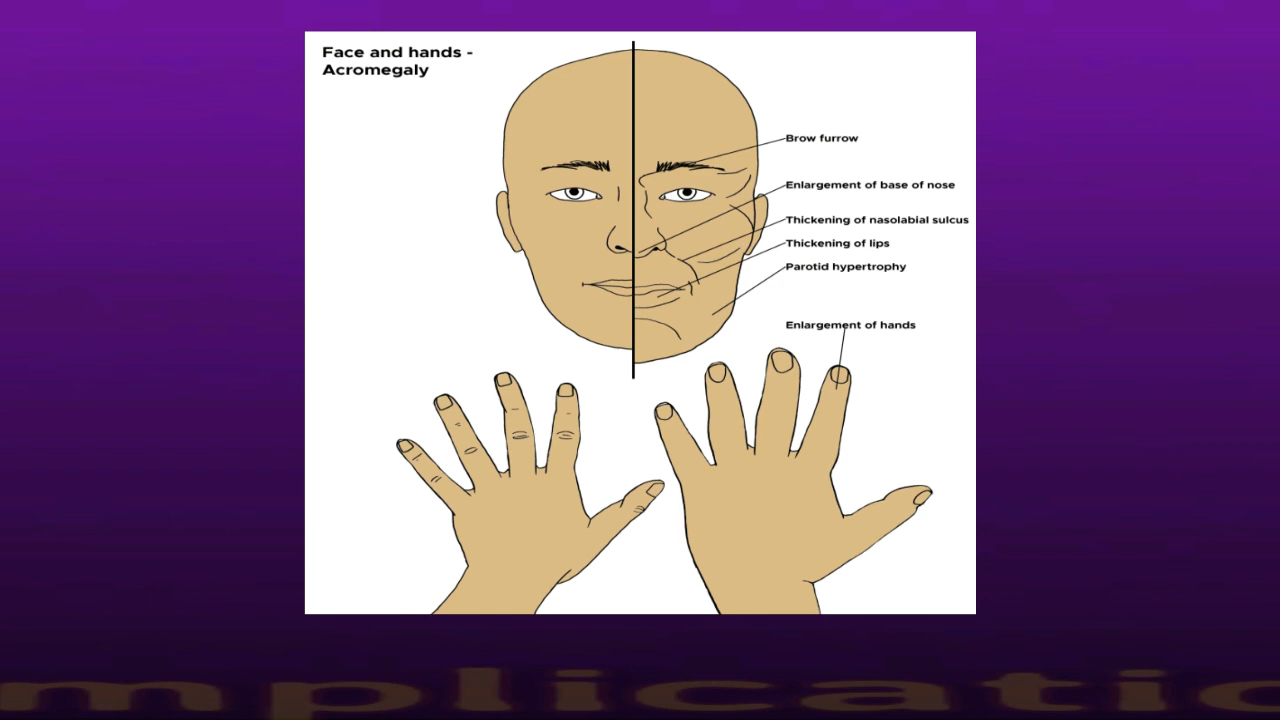 Face and hands -
Acromegaly
Brow furrow
Enlargement of base of nose
Thickening of nasolabial sulcus
Thickening of lips
Parotid hypertrophy
Enlargement of hands
mplicatio